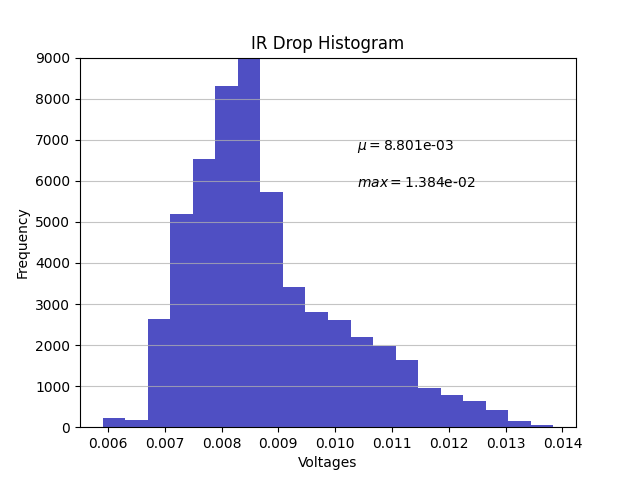 IR Drop Histogram
9000
8000
7000
6000
5000
4000
3000
2000
1000
0
Frequency
μ = 8.801e-03
max = 1.384e-02
0.006 0.007 0.008 0.009 0.010 0.011 0.012 0.013 0.014
Voltages